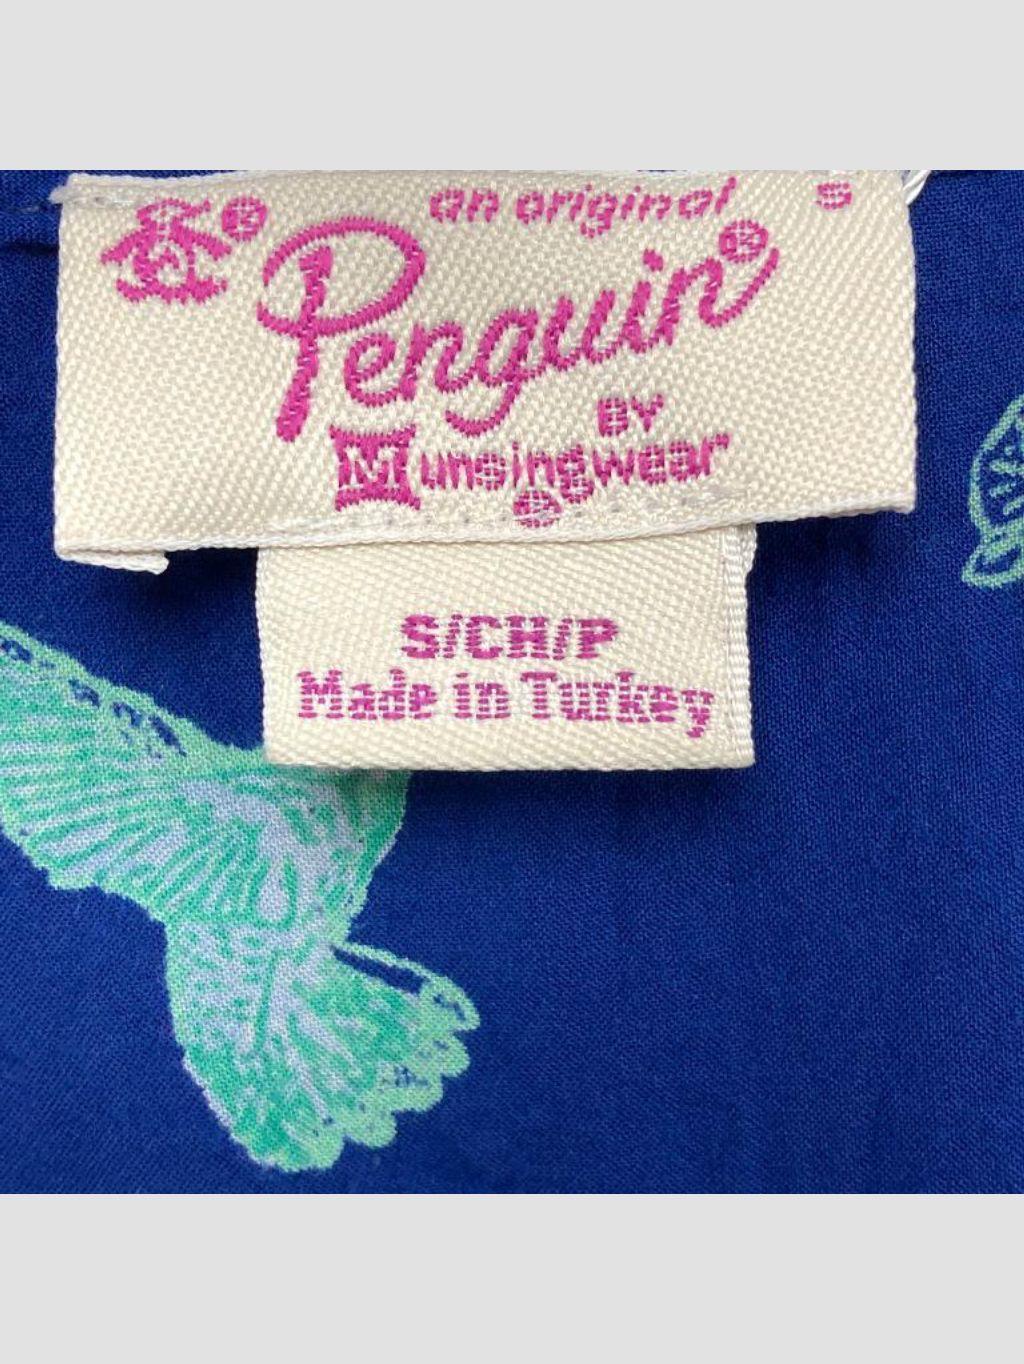 an original S
Penguin®
BY
Munsingwear
S/CH/P
Made in Turkey